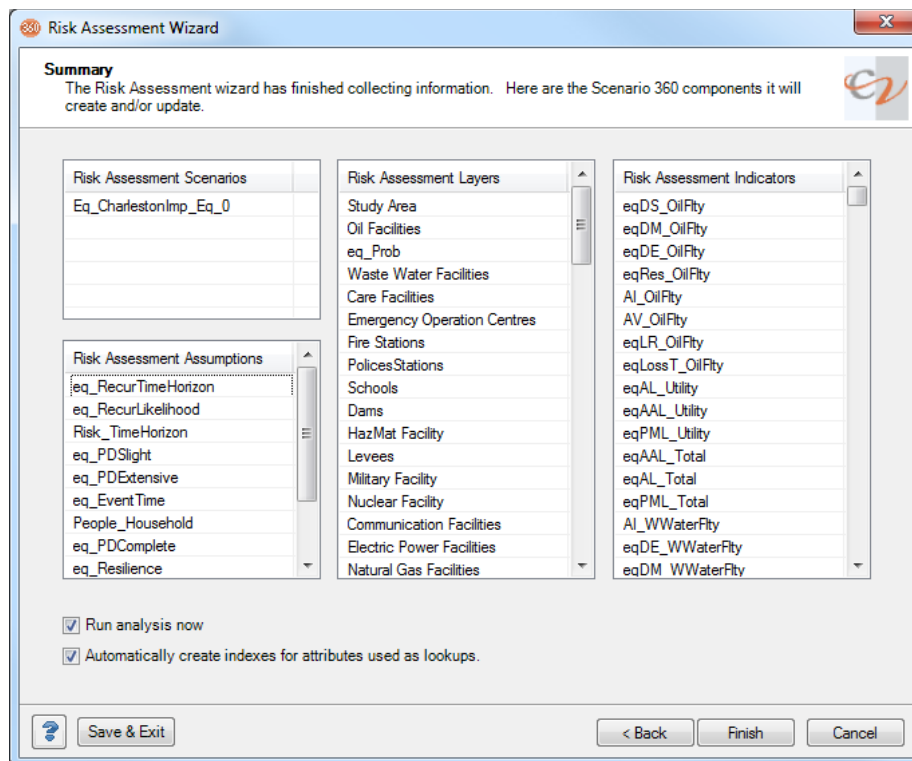 360 Risk Assessment Wizard
Summary
The Risk Assessment wizard has finished collecting information. Here are the Scenario 360 components it will
create and/or update.
cv
Risk Assessment Scenarios
Eq_CharlestonImp_Eq_0
Risk Assessment Assumptions
eq_RecurTimeHorizon
eq_RecurLikelihood
Risk_TimeHorizon
eq_PDSlight
eq_PDExtensive
eq_EventTime
People_Household
eq_PDComplete
eq_Resilience
Risk Assessment Layers
Study Area
Oil Facilities
eq_Prob
Waste Water Facilities
Care Facilities
Emergency Operation Centres
Fire Stations
PolicesStations
Schools
Dams
HazMat Facility
Levees
Military Facility
Nuclear Facility
Communication Facilities
Electric Power Facilities
Natural Gas Facilities
Risk Assessment Indicators
eqDS_OilFlty
eqDM_OilFlty
eqDE_OilFlty
eqRes_OilFlty
AI_OilFlty
AV_OilFlty
eqLR_OilFlty
eqLossT_OilFlty
eqAL_Utility
eqAAL_Utility
eqPML_Utility
eqAAL_Total
eqAL_Total
eqPML_Total
AI_WWaterFlty
eqDE_WWaterFlty
eqDM_WWaterFlty
Run analysis now
Automatically create indexes for attributes used as lookups.
? Save & Exit < Back Finish Cancel